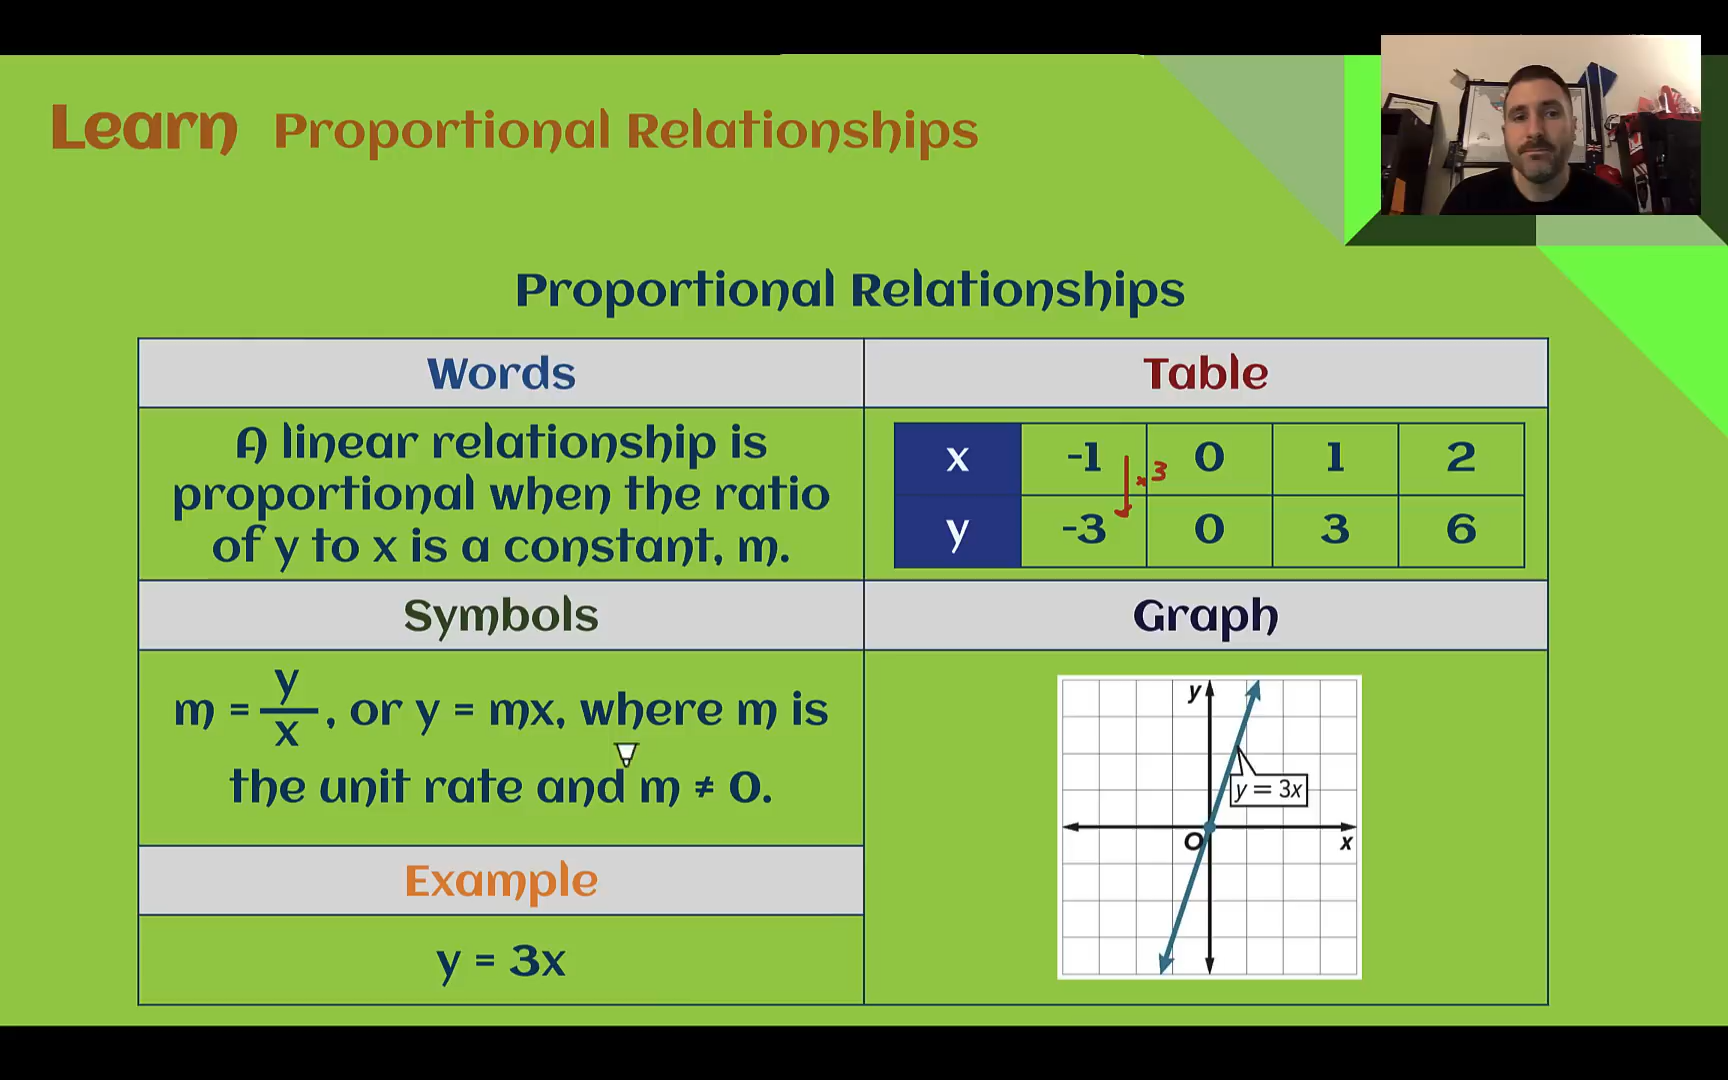 Learn Proportional Relationships
Proportional Relationships
Words
A linear relationship is
proportional when the ratio
of y to x is a constant, m.
Table
x -1 0 1 2
× 3
y -3 0 3 6
Symbols
m = y/x, or y = mx, where m is
the unit rate and m ≠ 0.
Example
y = 3x
Graph
y
y = 3x
O
x